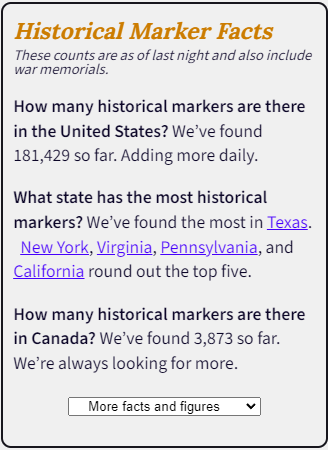 Historical Marker Facts
These counts are as of last night and also include
war memorials.
How many historical markers are there
in the United States? We’ve found
181,429 so far. Adding more daily.
What state has the most historical
markers? We’ve found the most in Texas.
New York, Virginia, Pennsylvania, and
California round out the top five.
How many historical markers are there
in Canada? We’ve found 3,873 so far.
We’re always looking for more.
More facts and figures